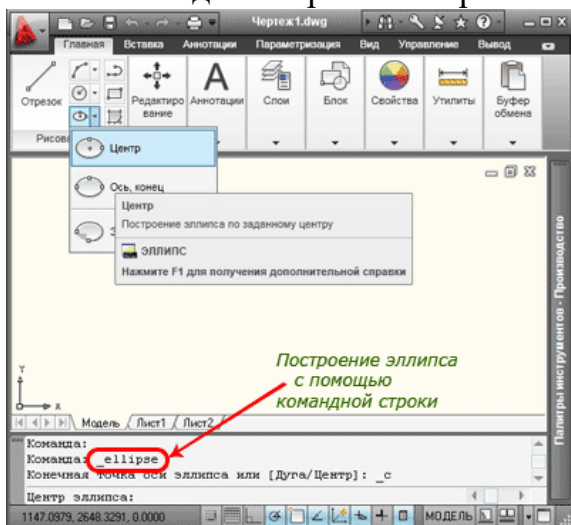 Чертеж1.dwg
Главная Вставка Аннотации Параметризация Вид Управление Вывод
Отрезок Редактиро вание Аннотации Слои Блок Свойства Утилиты Буфер обмена
Центр
Ось, конец
Центр
Построение эллипса по заданному центру
ЭЛЛИПС
Нажмите F1 для получения дополнительной справки
Палитры инструментов - Производство
Построение эллипса
с помощью
командной строки
Y
X
Модель Лист1 Лист2
Команда:
Команда: _ellipse
Конечная точка оси эллипса или [Дуга/Центр]: _c
Центр эллипса:
1147.0979, 2648.3291, 0.0000 МОДЕЛЬ